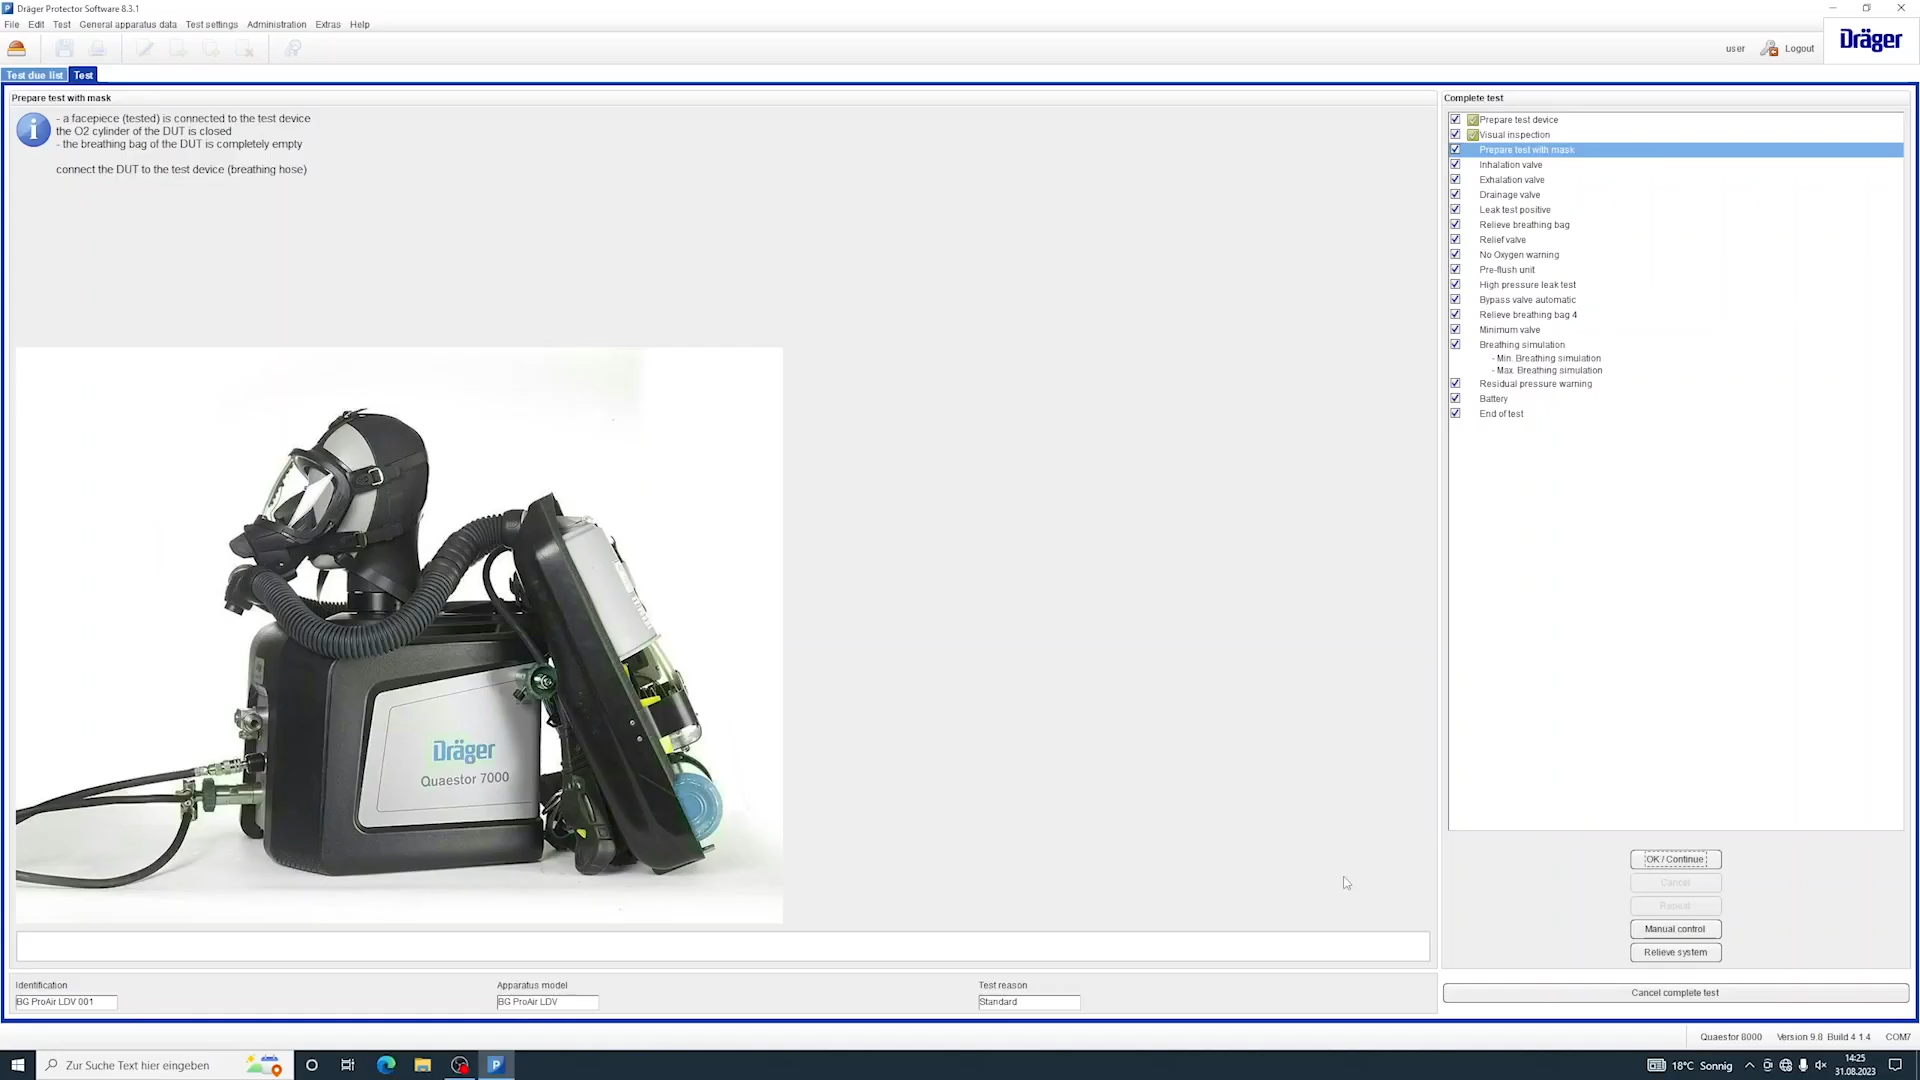 Dräger Protector Software 8.3.1
File Edit Test General apparatus data Test settings Administration Extras Help
user Logout Dräger
Test due list Test
Prepare test with mask
- a facepiece (tested) is connected to the test device
the O2 cylinder of the DUT is closed
- the breathing bag of the DUT is completely empty
connect the DUT to the test device (breathing hose)
Dräger
Quaestor 7000
Identification
BG ProAir LDV 001
Apparatus model
BG ProAir LDV
Test reason
Standard
Complete test
Prepare test device
Visual inspection
Prepare test with mask
Inhalation valve
Exhalation valve
Drainage valve
Leak test positive
Relieve breathing bag
Relief valve
No Oxygen warning
Pre-flush unit
High pressure leak test
Bypass valve automatic
Relieve breathing bag 4
Minimum valve
Breathing simulation
- Min. Breathing simulation
- Max. Breathing simulation
Residual pressure warning
Battery
End of test
OK / Continue
Cancel
Repeat
Manual control
Relieve system
Cancel complete test
Quaestor 8000 Version 9.8 Build 4.1.4 COM7
Zur Suche Text hier eingeben
18°C Sonnig
14:25
31.08.2023